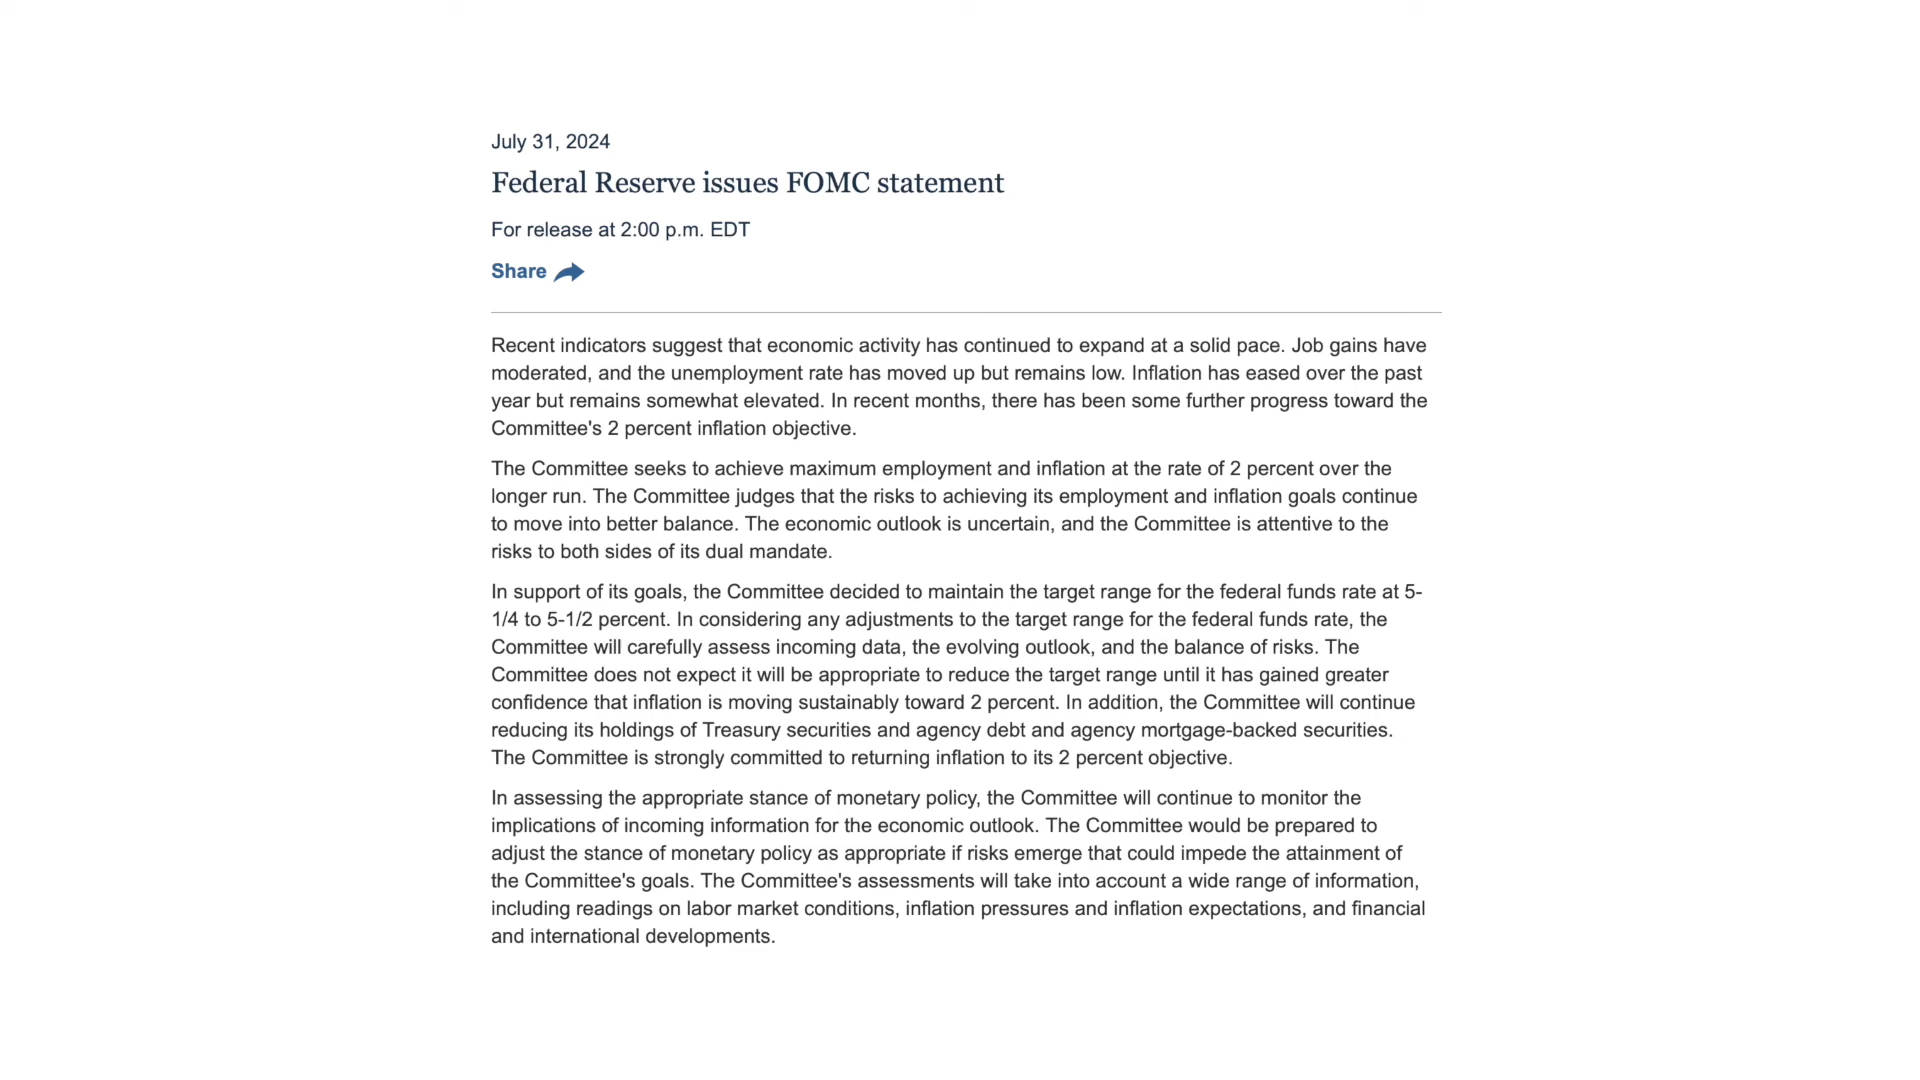 July 31, 2024
Federal Reserve issues FOMC statement
For release at 2:00 p.m. EDT
Share
Recent indicators suggest that economic activity has continued to expand at a solid pace. Job gains have
moderated, and the unemployment rate has moved up but remains low. Inflation has eased over the past
year but remains somewhat elevated. In recent months, there has been some further progress toward the
Committee's 2 percent inflation objective.
The Committee seeks to achieve maximum employment and inflation at the rate of 2 percent over the
longer run. The Committee judges that the risks to achieving its employment and inflation goals continue
to move into better balance. The economic outlook is uncertain, and the Committee is attentive to the
risks to both sides of its dual mandate.
In support of its goals, the Committee decided to maintain the target range for the federal funds rate at 5-
1/4 to 5-1/2 percent. In considering any adjustments to the target range for the federal funds rate, the
Committee will carefully assess incoming data, the evolving outlook, and the balance of risks. The
Committee does not expect it will be appropriate to reduce the target range until it has gained greater
confidence that inflation is moving sustainably toward 2 percent. In addition, the Committee will continue
reducing its holdings of Treasury securities and agency debt and agency mortgage-backed securities.
The Committee is strongly committed to returning inflation to its 2 percent objective.
In assessing the appropriate stance of monetary policy, the Committee will continue to monitor the
implications of incoming information for the economic outlook. The Committee would be prepared to
adjust the stance of monetary policy as appropriate if risks emerge that could impede the attainment of
the Committee's goals. The Committee's assessments will take into account a wide range of information,
including readings on labor market conditions, inflation pressures and inflation expectations, and financial
and international developments.